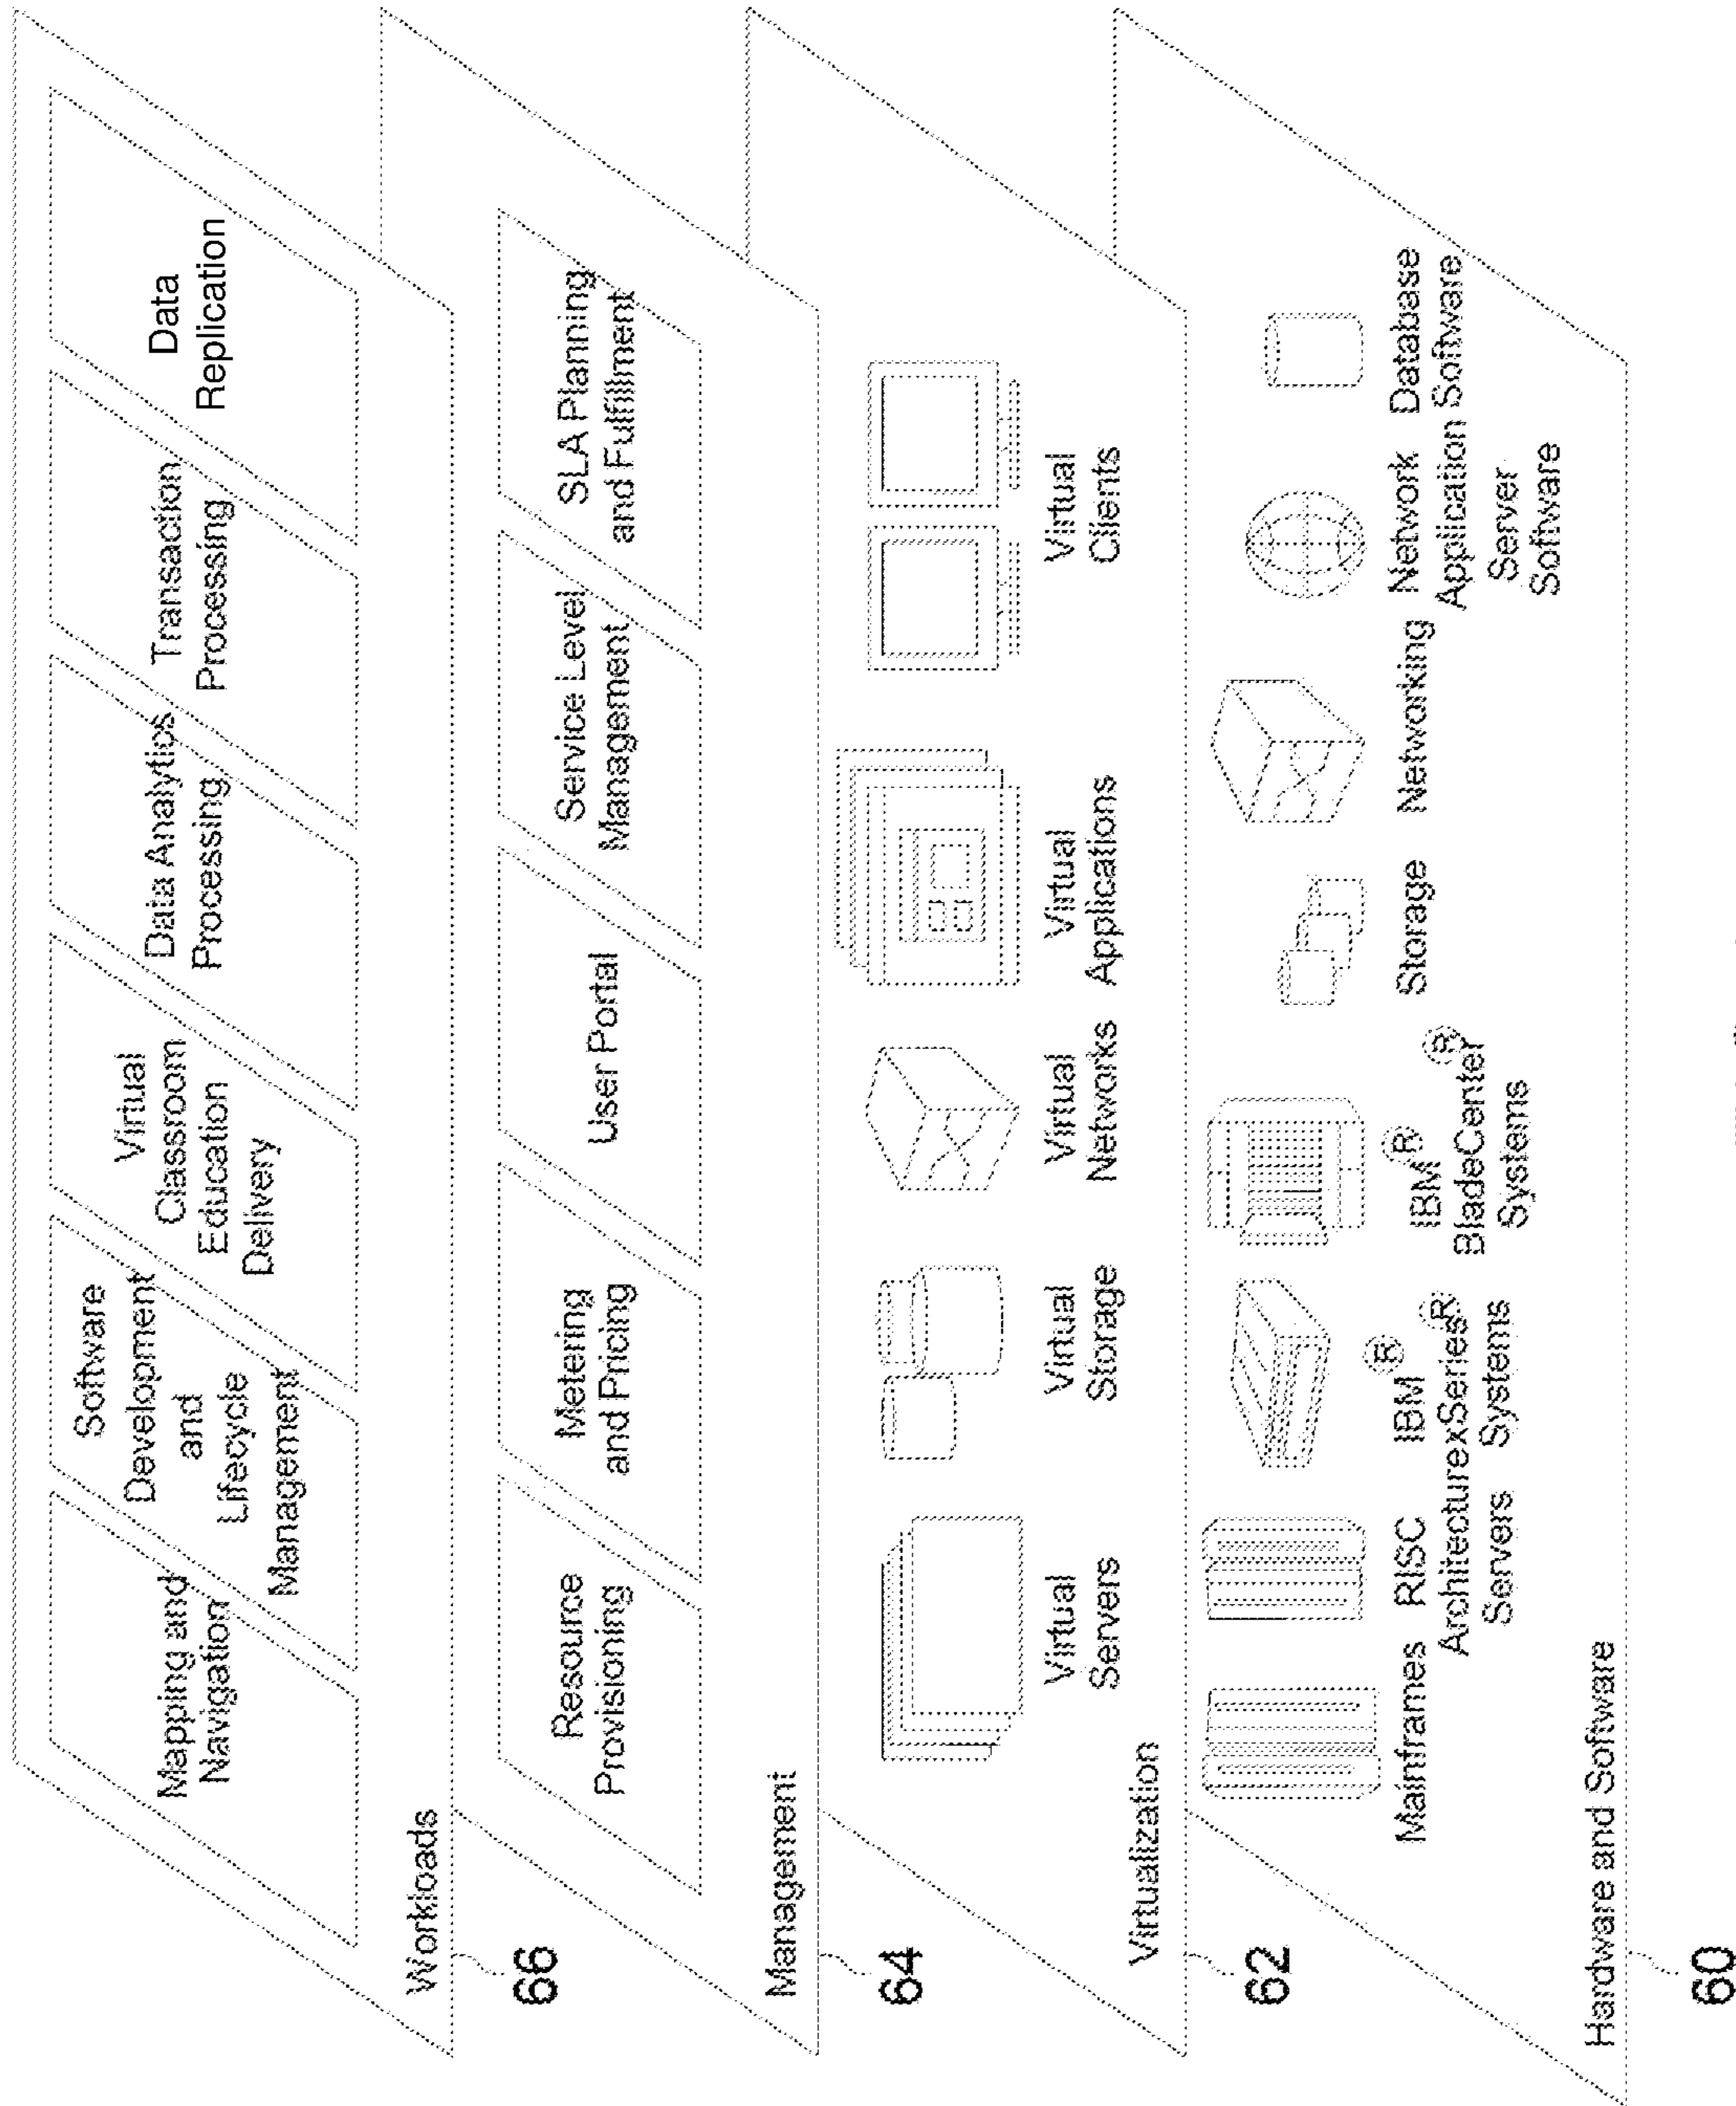 Mapping and
Navigation
Software
Development
and
Lifecycle
Management
Virtual
Classroom
Education
Delivery
Data Analytics
Processing
Transaction
Processing
Data
Replication
Workloads
66
Resource
Provisioning
Metering
and Pricing
User Portal
Service Level
Management
SLA Planning
and Fulfillment
Management
64
Virtual
Servers
Virtual
Storage
Virtual
Networks
Virtual
Applications
Virtual
Clients
Virtualization
62
Mainframes
RISC
Architecture
Servers
IBM®
xSeries®
Systems
IBM®
BladeCenter®
Systems
Storage
Networking
Network
Application
Server
Software
Database
Software
Hardware and Software
60